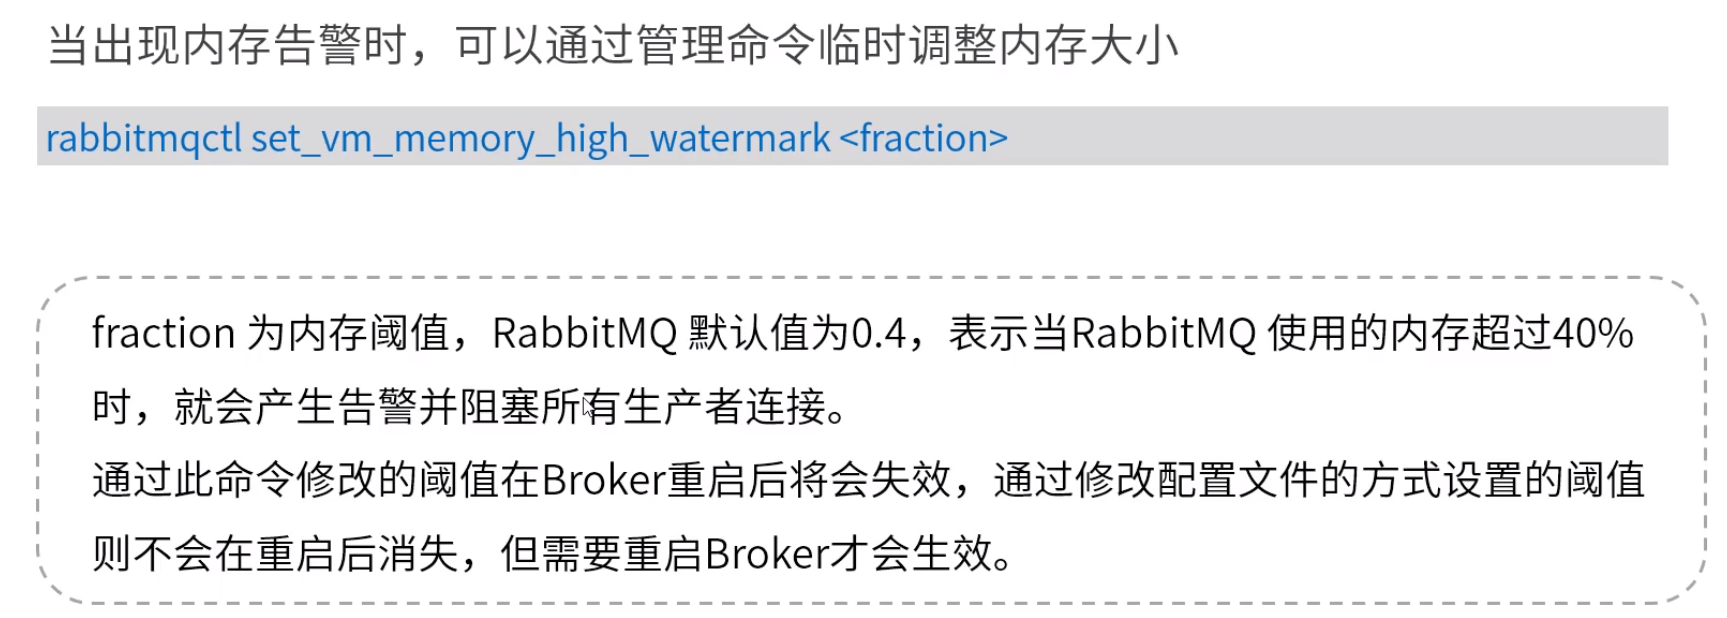 当出现内存告警时，可以通过管理命令临时调整内存大小
rabbitmqctl set_vm_memory_high_watermark <fraction>
fraction 为内存阈值，RabbitMQ 默认值为0.4，表示当RabbitMQ 使用的内存超过40%
时，就会产生告警并阻塞所有生产者连接。
通过此命令修改的阈值在Broker重启后将会失效，通过修改配置文件的方式设置的阈值
则不会在重启后消失，但需要重启Broker才会生效。